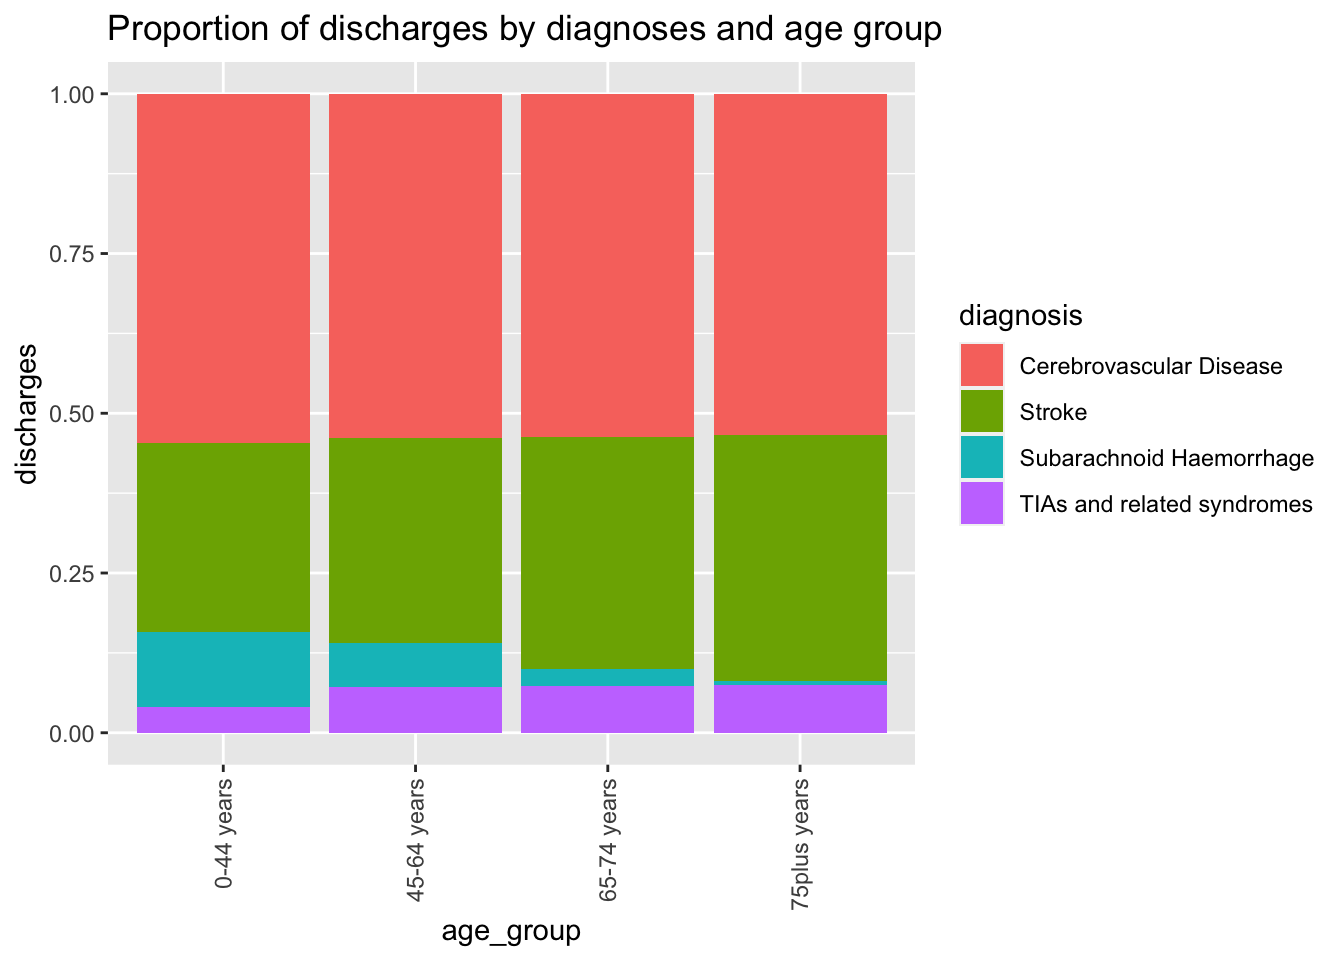 Proportion of discharges by diagnoses and age group
1.00
0.75
0.50
0.25
0.00
discharges
0-44 years
45-64 years
65-74 years
75plus years
age_group
diagnosis
Cerebrovascular Disease
Stroke
Subarachnoid Haemorrhage
TIAs and related syndromes